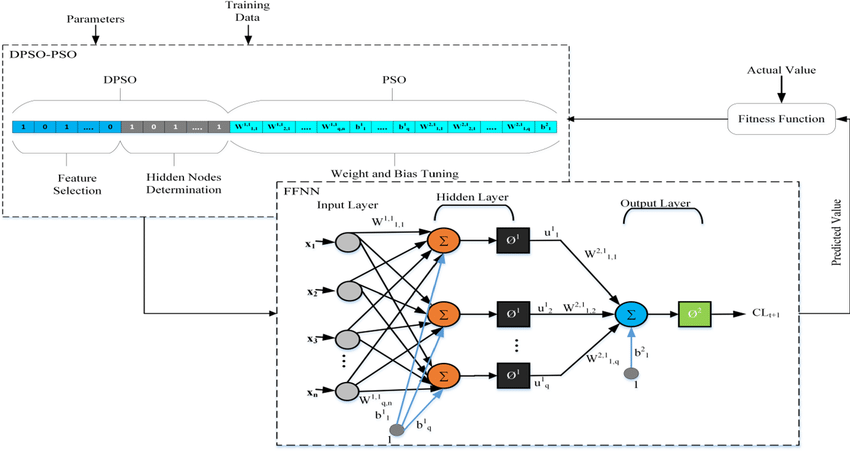 Parameters
Training
Data
DPSO-PSO
DPSO
PSO
Actual Value
Fitness Function
1 0 1 .... 0 1 0 1 .... 1 W^{1,1}_{1,1} W^{1,1}_{2,1} .... W^{1,1}_{q,n} b^1_1 .... b^1_q W^{2,1}_{1,1} W^{2,1}_{2,1} .... W^{2,1}_{1,q} b^2_1
Feature
Selection
Hidden Nodes
Determination
Weight and Bias Tuning
FFNN
Input Layer
Hidden Layer
Output Layer
Predicted Value
W^{1,1}_{1,1}
x_1
Σ
Ø^1
u^1_1
W^{2,1}_{1,1}
x_2
Σ
Ø^1
u^1_2
W^{2,1}_{1,2}
Σ
Ø^2
CL_{t+1}
x_3
...
...
W^{2,1}_{1,q}
b^2_1
1
x_n
Σ
Ø^1
u^1_q
W^{1,1}_{q,n}
b^1_1
b^1_q
1